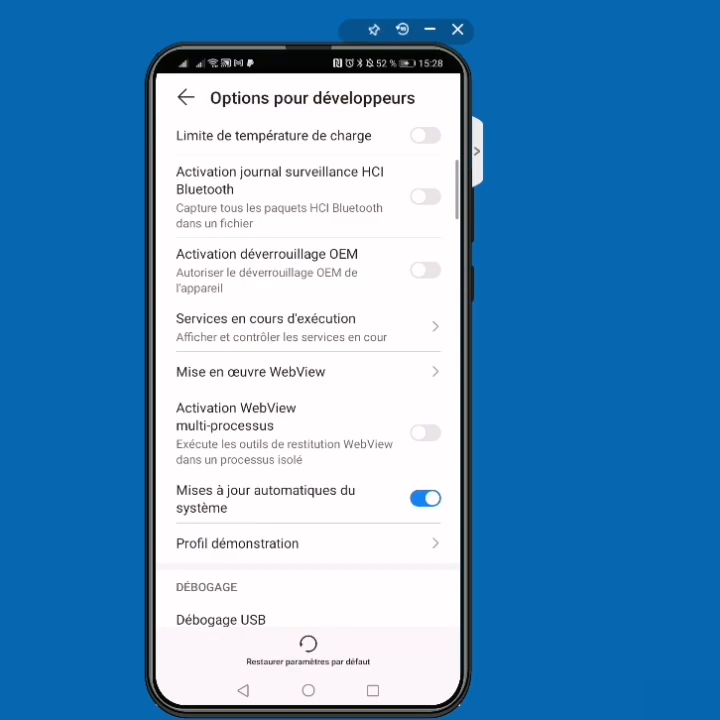 52 % 15:28
Options pour développeurs
Limite de température de charge
Activation journal surveillance HCI
Bluetooth
Capture tous les paquets HCI Bluetooth
dans un fichier
Activation déverrouillage OEM
Autoriser le déverrouillage OEM de
l'appareil
Services en cours d'exécution
Afficher et contrôler les services en cour
Mise en œuvre WebView
Activation WebView
multi-processus
Exécute les outils de restitution WebView
dans un processus isolé
Mises à jour automatiques du
système
Profil démonstration
DÉBOGAGE
Débogage USB
Restaurer paramètres par défaut